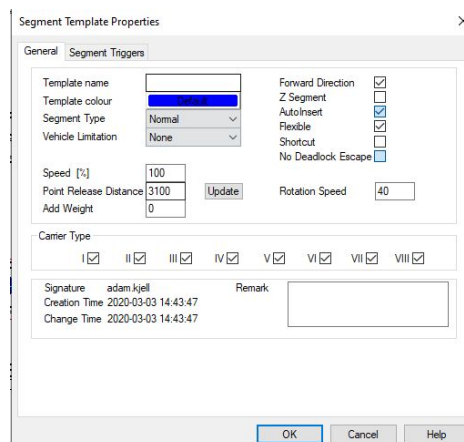 Segment Template Properties
General Segment Triggers
Template name
Template colour Default
Segment Type Normal
Vehicle Limitation None
Speed [%] 100
Point Release Distance 3100 Update
Add Weight 0
Forward Direction
Z Segment
AutoInsert
Flexible
Shortcut
No Deadlock Escape
Rotation Speed 40
Carrier Type
I II III IV V VI VII VIII
Signature adam.kjell Remark
Creation Time 2020-03-03 14:43:47
Change Time 2020-03-03 14:43:47
OK Cancel Help